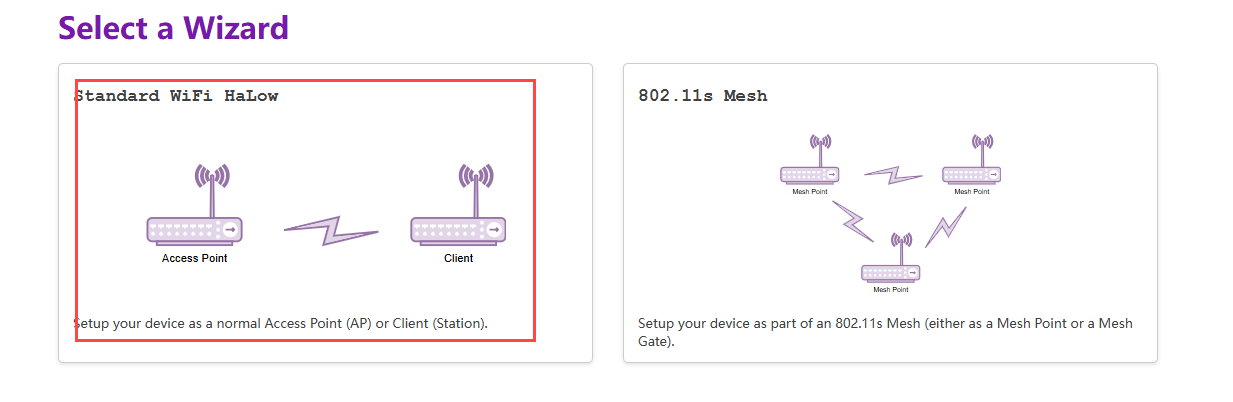 Select a Wizard
Standard WiFi HaLow
Access Point
Client
Setup your device as a normal Access Point (AP) or Client (Station).
802.11s Mesh
Mesh Point
Mesh Point
Mesh Point
Setup your device as part of an 802.11s Mesh (either as a Mesh Point or a Mesh
Gate).